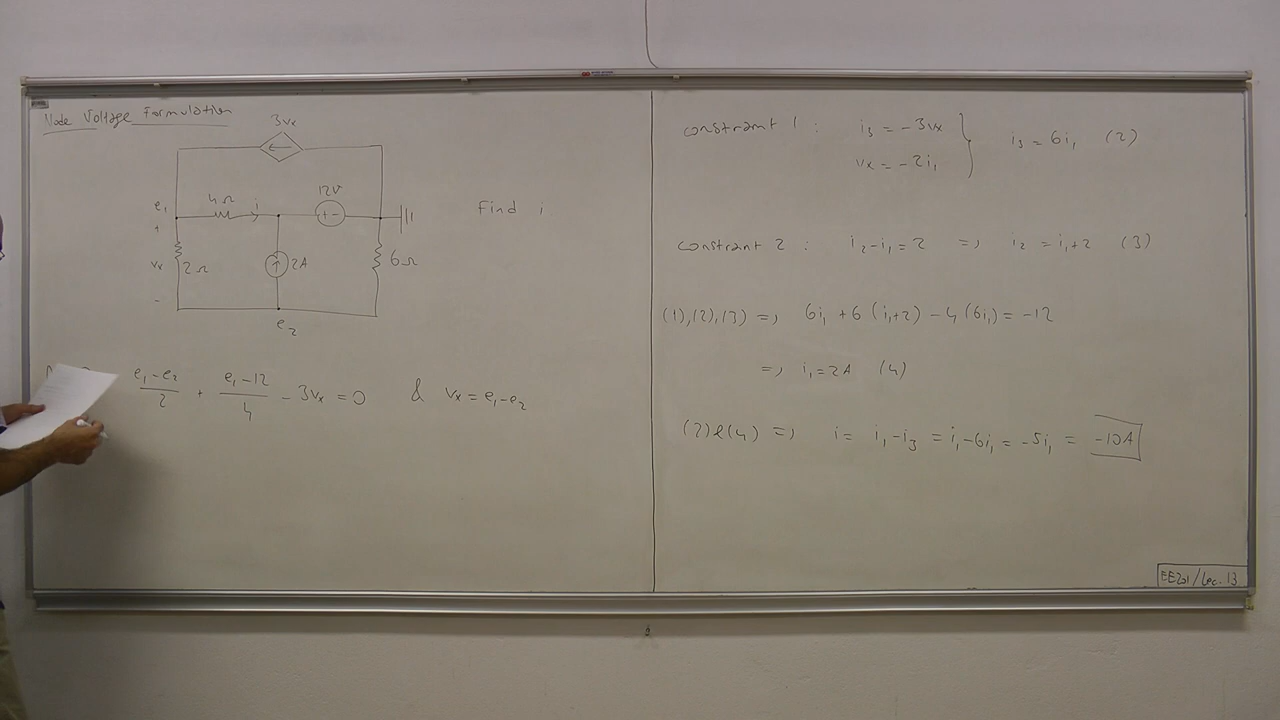 Node Voltage Formulation
3vx
4Ω i 12V
e₁
+
vx 2Ω 2A 6Ω
-
e₂
Find i
(e₁-e₂)/2 + (e₁-12)/4 - 3vx = 0 & vx = e₁-e₂
constraint 1 : i₃ = -3vx
vx = -2i₁
i₃ = 6i₁ (2)
constraint 2 : i₂-i₁ = 2 => i₂ = i₁+2 (3)
(1),(2),(3) => 6i₁ + 6(i₁+2) - 4(6i₁) = -12
=> i₁ = 2A (4)
(2)&(4) => i = i₁-i₃ = i₁-6i₁ = -5i₁ = -10A
EE201/Lec. 13